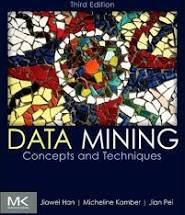 Third Edition
DATA MINING
Concepts and Techniques
MK
Jiawei Han | Micheline Kamber | Jian Pei